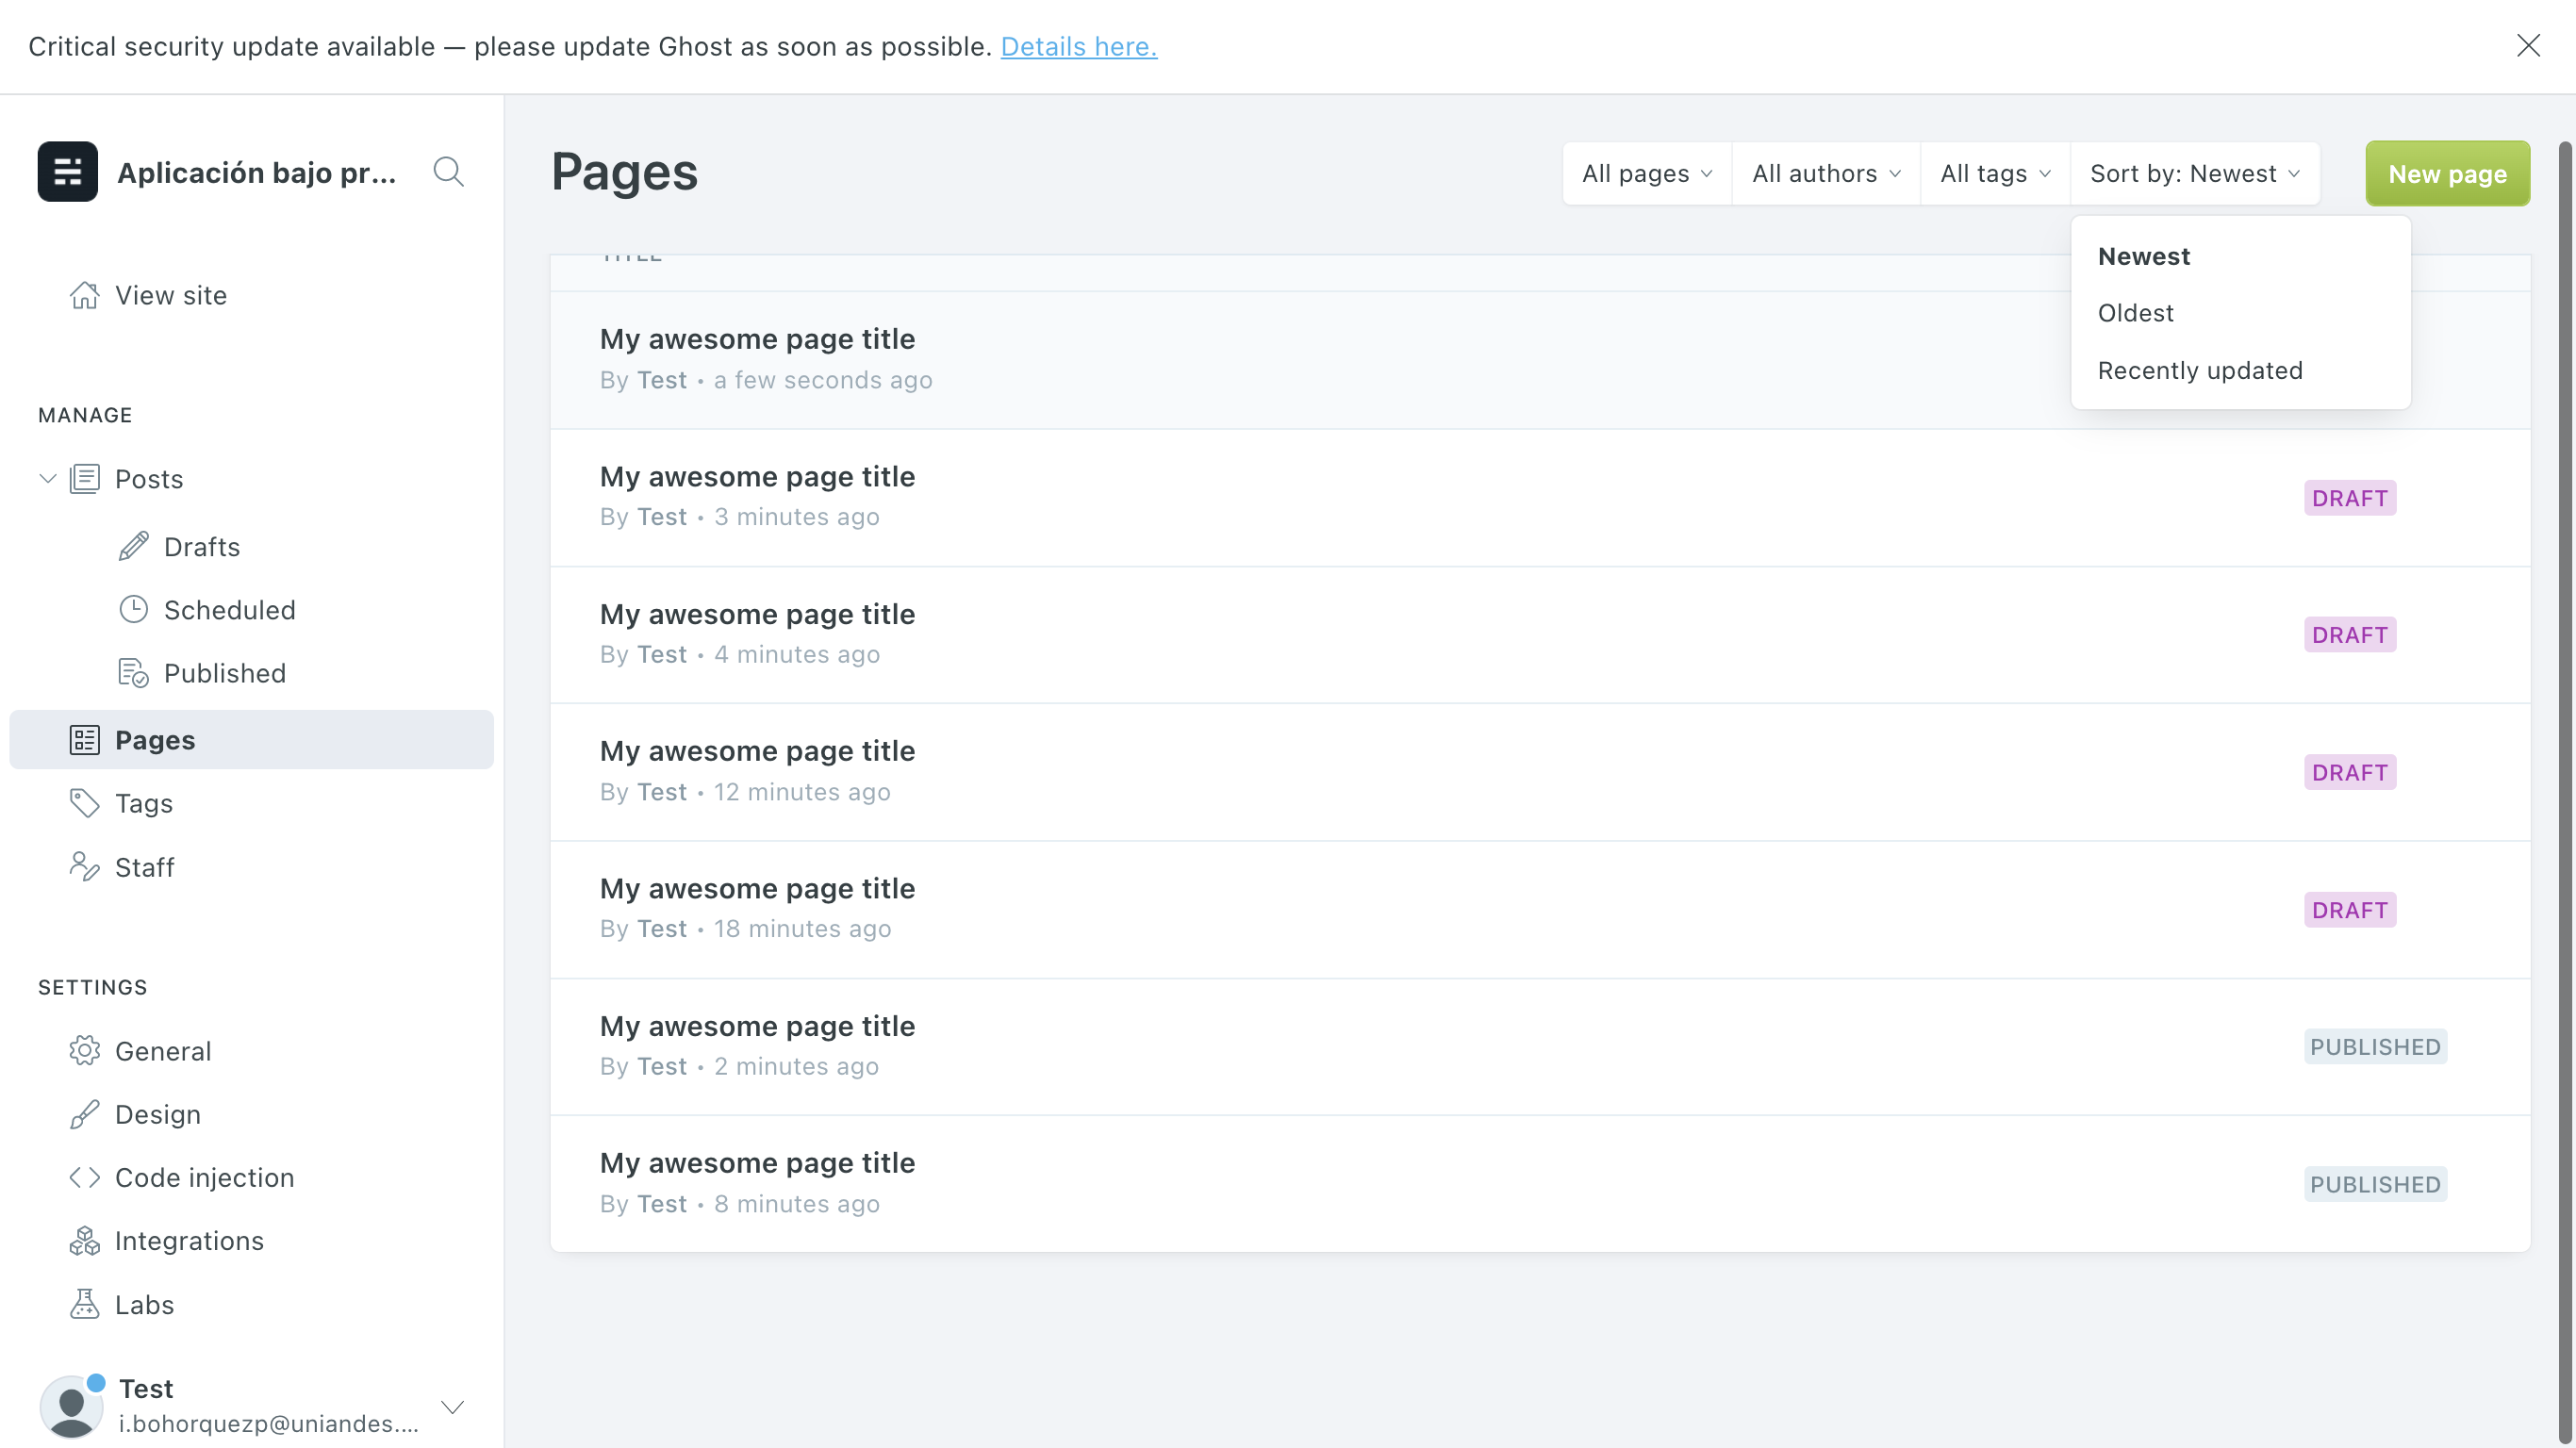 Critical security update available — please update Ghost as soon as possible. Details here.
Aplicación bajo pr...
View site
MANAGE
Posts
Drafts
Scheduled
Published
Pages
Tags
Staff
SETTINGS
General
Design
Code injection
Integrations
Labs
Test
i.bohorquezp@uniandes....
Pages
All pages
All authors
All tags
Sort by: Newest
New page
Newest
Oldest
Recently updated
TITLE
My awesome page title
By Test • a few seconds ago
My awesome page title
By Test • 3 minutes ago
DRAFT
My awesome page title
By Test • 4 minutes ago
DRAFT
My awesome page title
By Test • 12 minutes ago
DRAFT
My awesome page title
By Test • 18 minutes ago
DRAFT
My awesome page title
By Test • 2 minutes ago
PUBLISHED
My awesome page title
By Test • 8 minutes ago
PUBLISHED